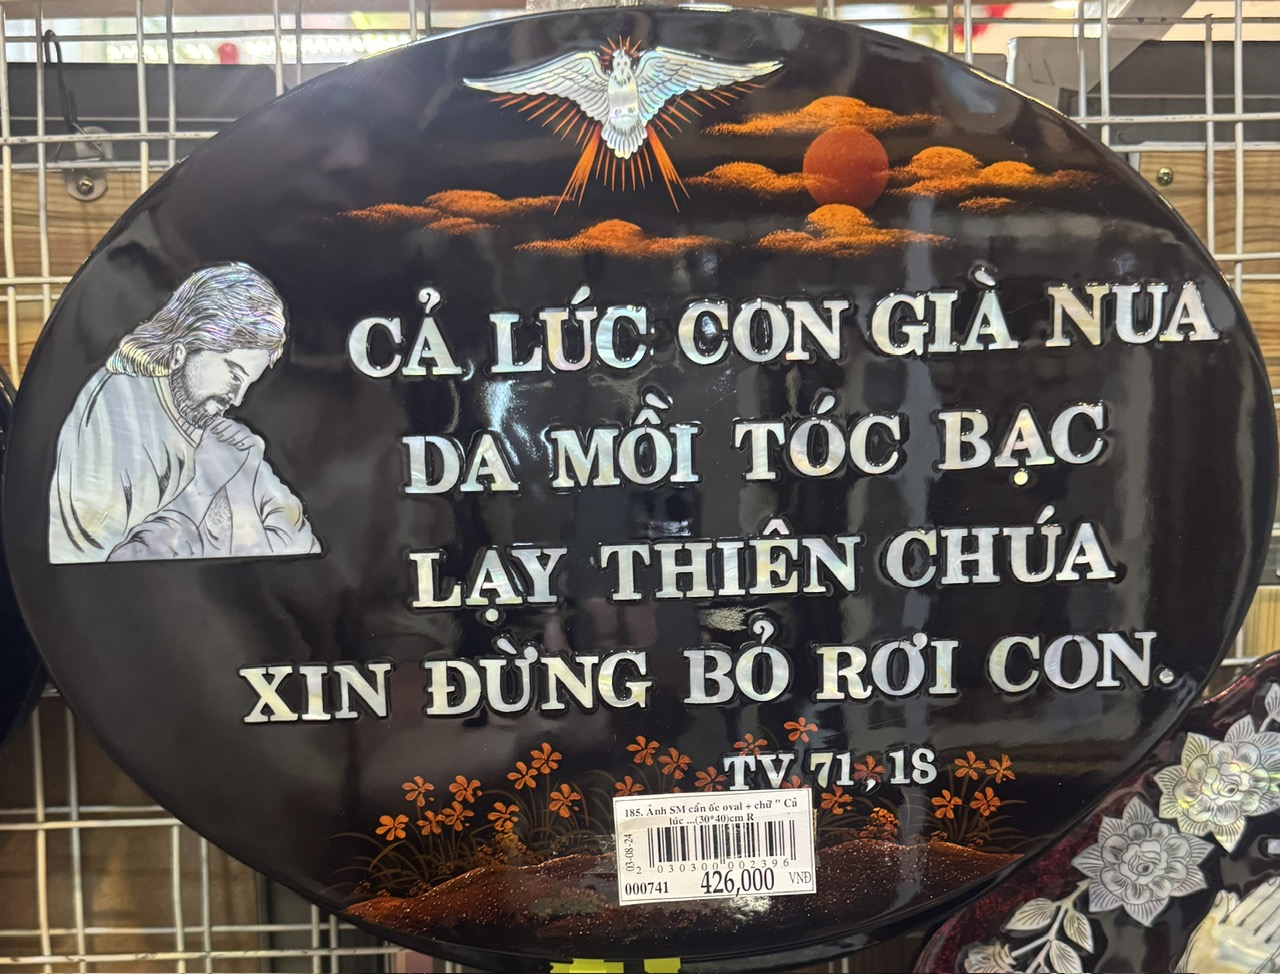 CẢ LÚC CON GIÀ NUA
DA MỒI TÓC BẠC
LẠY THIÊN CHÚA
XIN ĐỪNG BỎ RƠI CON.
TV 71,18
185. Ảnh SM cẩn ốc oval + chữ " Cả
lúc ...(30*40)cm R
03-08-24
2 030300 002396
000741 426,000 VNĐ